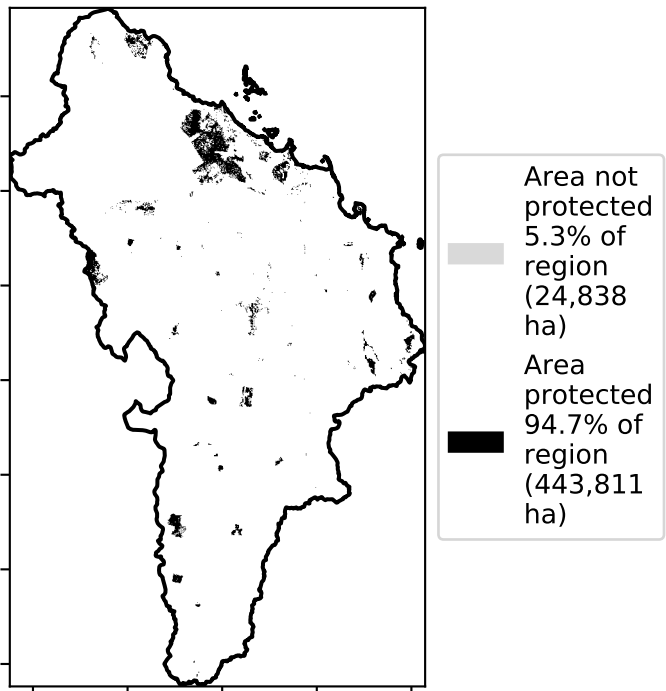 Area not
protected
5.3% of
region
(24,838
ha)
Area
protected
94.7% of
region
(443,811
ha)